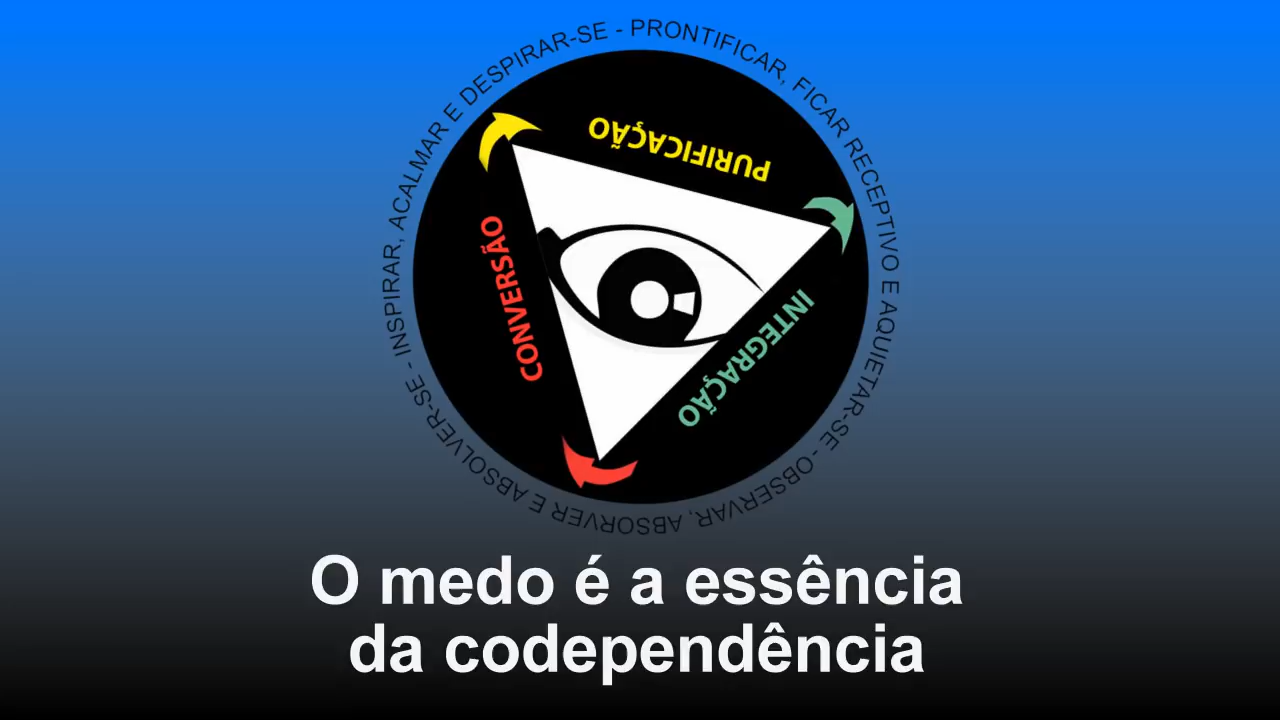 INSPIRAR, ACALMAR E DESPIRAR-SE - PRONTIFICAR, FICAR RECEPTIVO E AQUIETAR-SE - OBSERVAR, ABSORVER E ABSOLVER-SE -
PURIFICAÇÃO
INTEGRAÇÃO
CONVERSÃO
O medo é a essência
da codependência